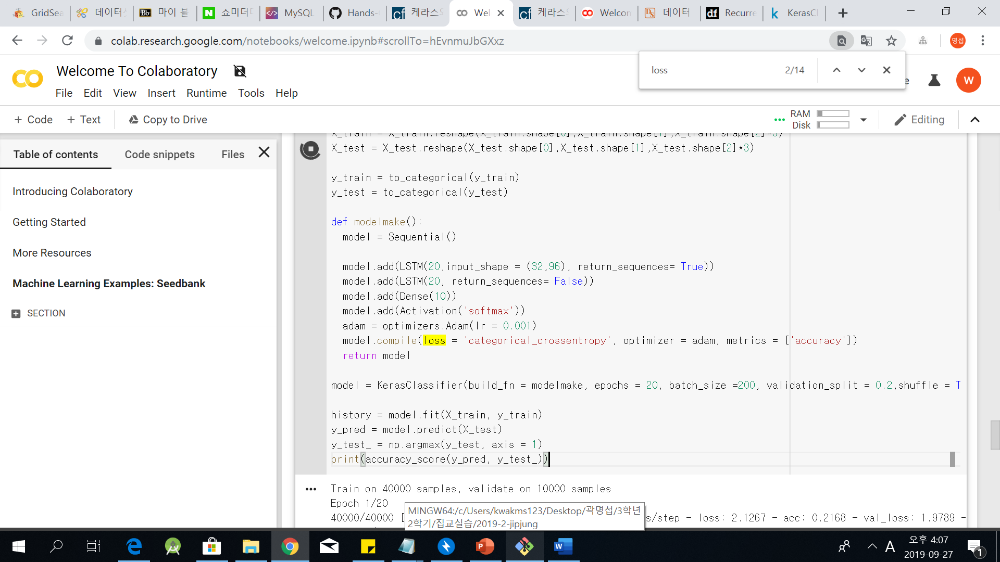 GridSea
데이터
마이 블
쇼미더
MySQL
Hands-
케라스
Wel
케라스
Welcon
데이터
Recurre
KerasCl
colab.research.google.com/notebooks/welcome.ipynb#scrollTo=hEvnmuJbGXxz
명섭
loss 2/14
Welcome To Colaboratory
W
File Edit View Insert Runtime Tools Help
+ Code + Text Copy to Drive
RAM
Disk
Editing
Table of contents Code snippets Files
Introducing Colaboratory
Getting Started
More Resources
Machine Learning Examples: Seedbank
SECTION
X_train = X_train.reshape(X_train.shape[0],X_train.shape[1],X_train.shape[2]*3)
X_test = X_test.reshape(X_test.shape[0],X_test.shape[1],X_test.shape[2]*3)
y_train = to_categorical(y_train)
y_test = to_categorical(y_test)
def modelmake():
model = Sequential()
model.add(LSTM(20,input_shape = (32,96), return_sequences= True))
model.add(LSTM(20, return_sequences= False))
model.add(Dense(10))
model.add(Activation('softmax'))
adam = optimizers.Adam(lr = 0.001)
model.compile(loss = 'categorical_crossentropy', optimizer = adam, metrics = ['accuracy'])
return model
model = KerasClassifier(build_fn = modelmake, epochs = 20, batch_size =200, validation_split = 0.2,shuffle = T
history = model.fit(X_train, y_train)
y_pred = model.predict(X_test)
y_test_ = np.argmax(y_test, axis = 1)
print(accuracy_score(y_pred, y_test_))
Train on 40000 samples, validate on 10000 samples
Epoch 1/20
40000/40000 [ s/step - loss: 2.1267 - acc: 0.2168 - val_loss: 1.9789 -
MINGW64:/c/Users/kwakms123/Desktop/곽명섭/3학년
2학기/집교실습/2019-2-jipjung
A
오후 4:07
2019-09-27
1